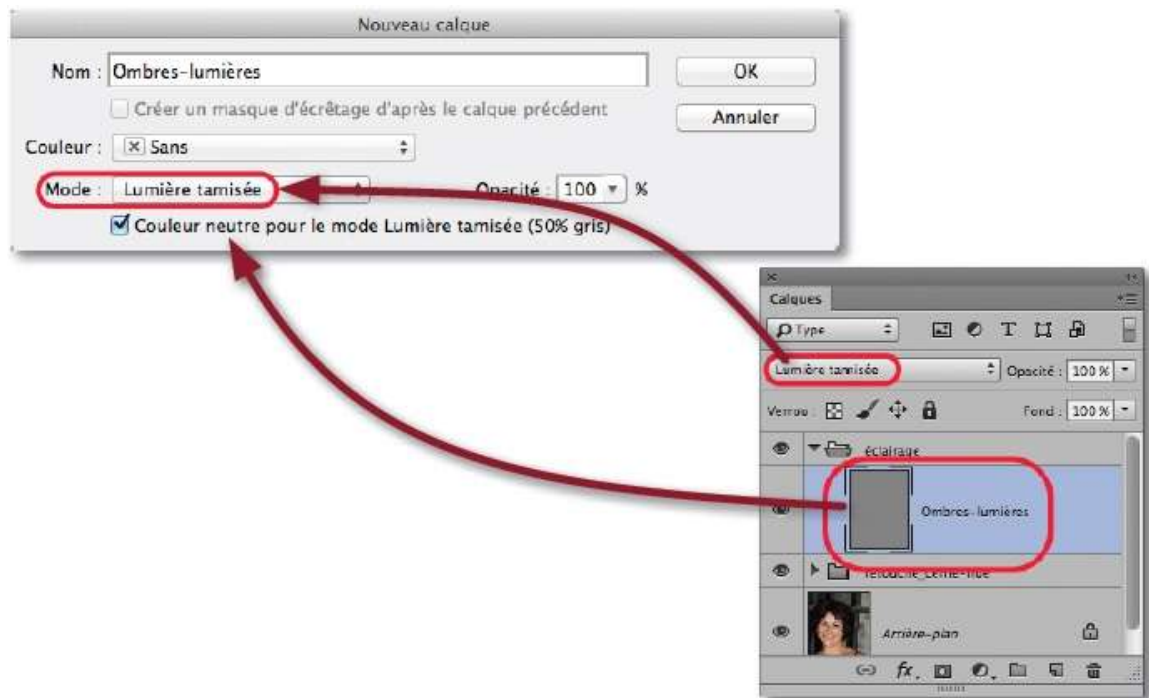 Nouveau calque
Nom : Ombres-lumières
OK
Créer un masque d'écrêtage d'après le calque précédent
Annuler
Couleur : Sans
Mode : Lumière tamisée Opacité : 100 %
Couleur neutre pour le mode Lumière tamisée (50% gris)
Calques
Type T
Lumière tamisée Opacité : 100 %
Verrou : Fond : 100 %
éclairage
Ombres-lumières
Arrière-plan
fx